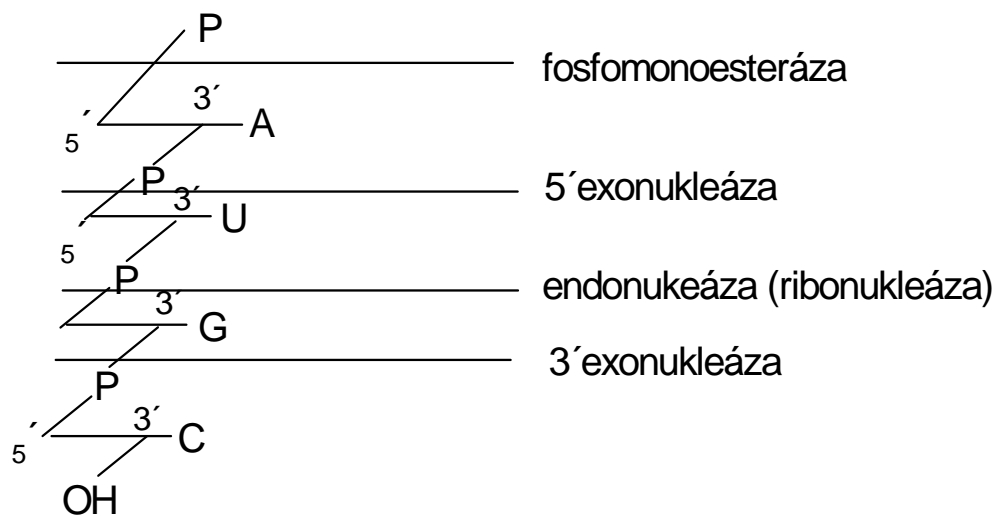 P
fosfomonoesteráza
3´
5´ A
P 5´exonukleáza
3´
5´ U
P endonukeáza (ribonukleáza)
3´
G
3´exonukleáza
P
3´
5´ C
OH